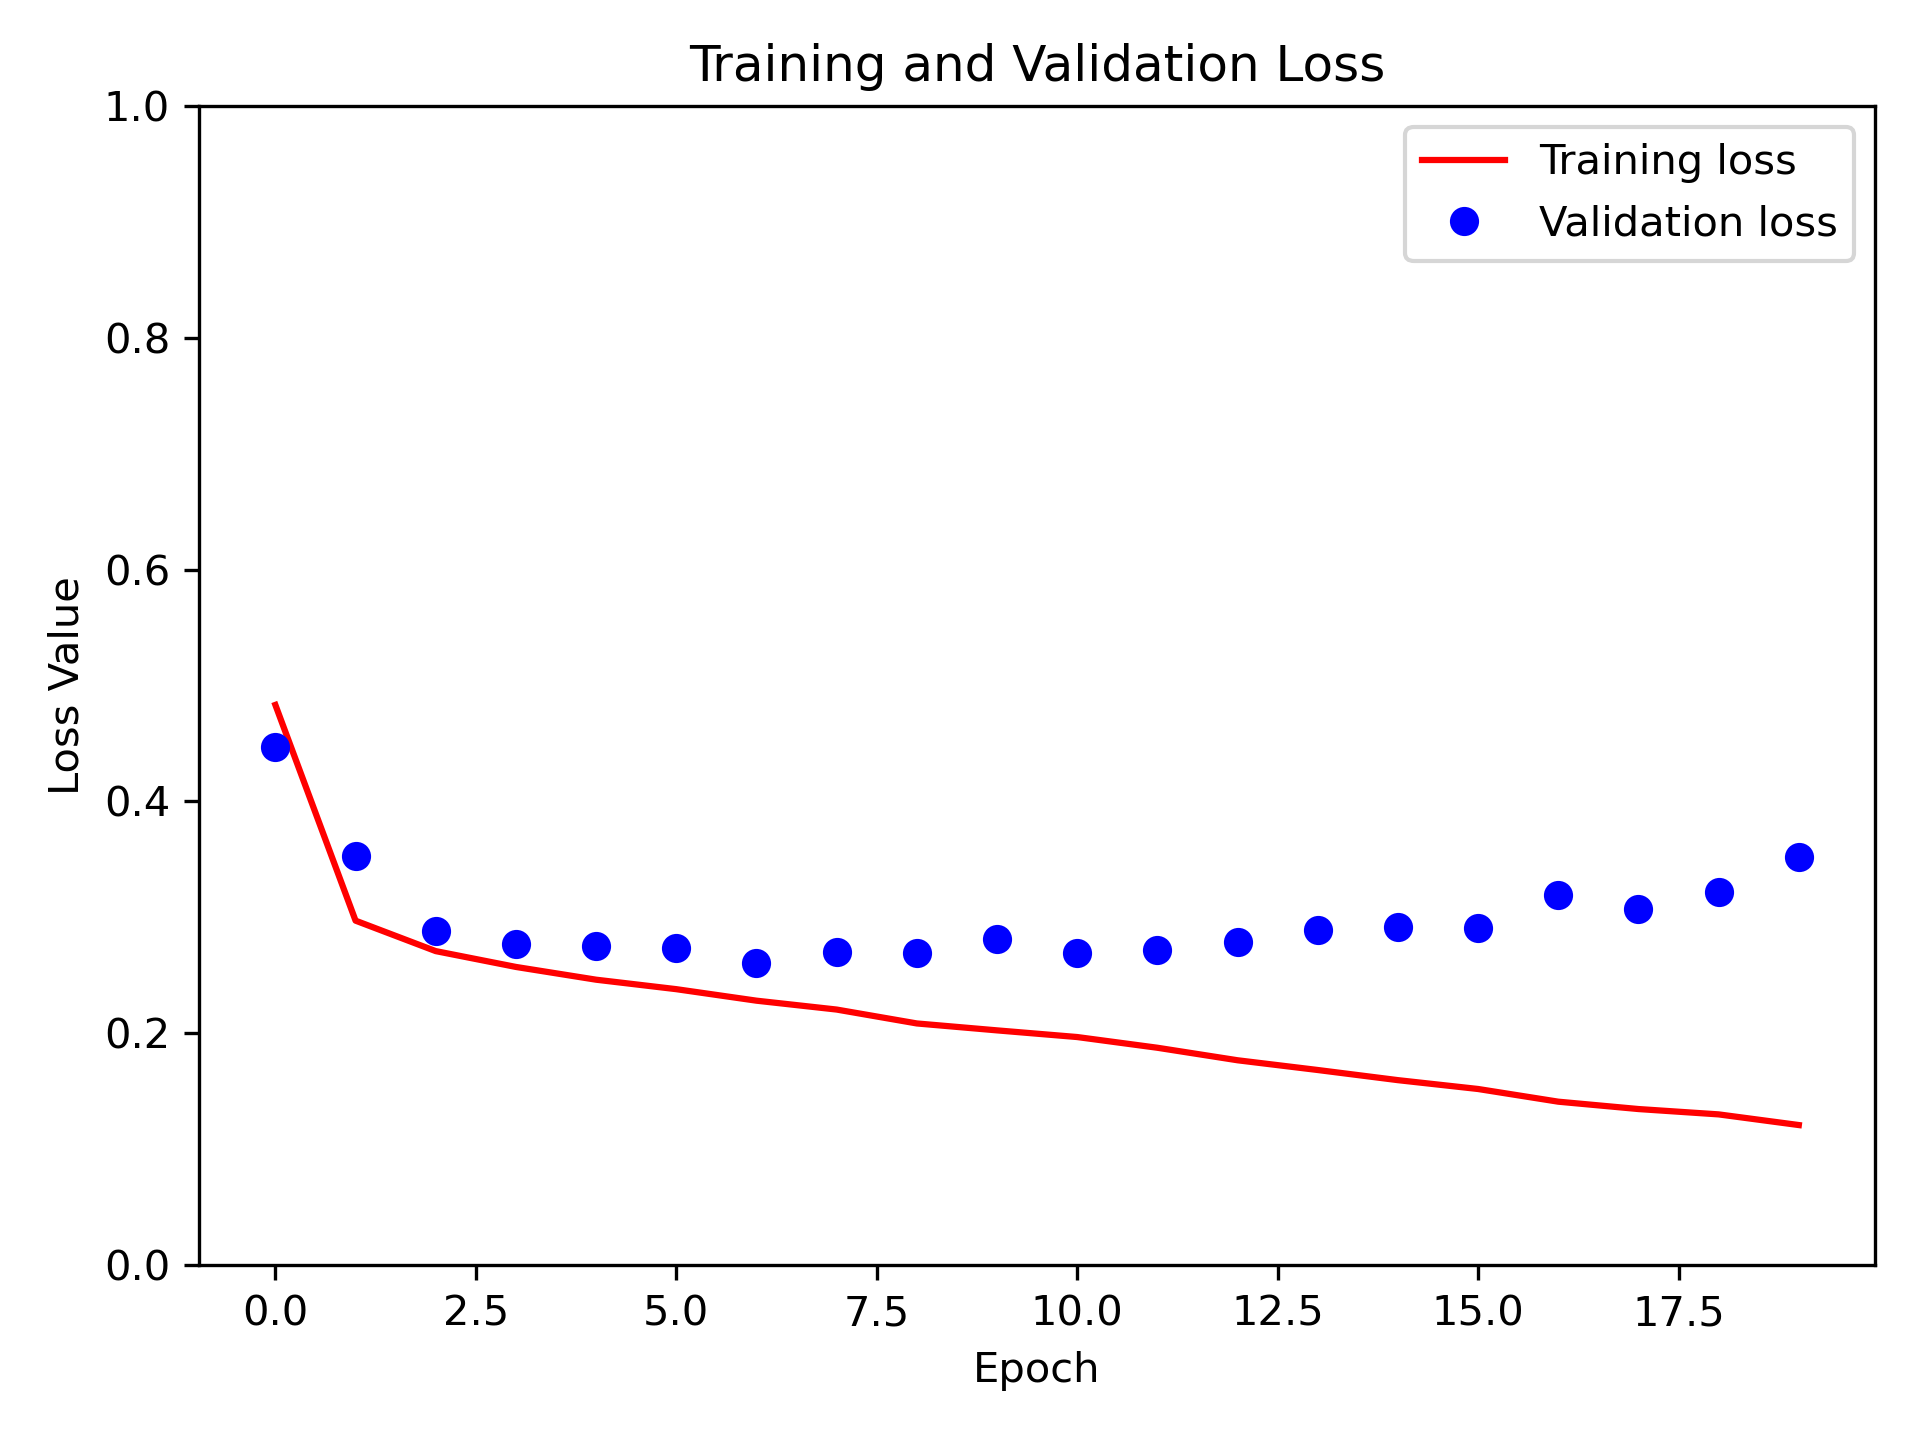 Training and Validation Loss
Training loss
Validation loss
1.0
0.8
0.6
0.4
0.2
0.0
Loss Value
0.0 2.5 5.0 7.5 10.0 12.5 15.0 17.5
Epoch